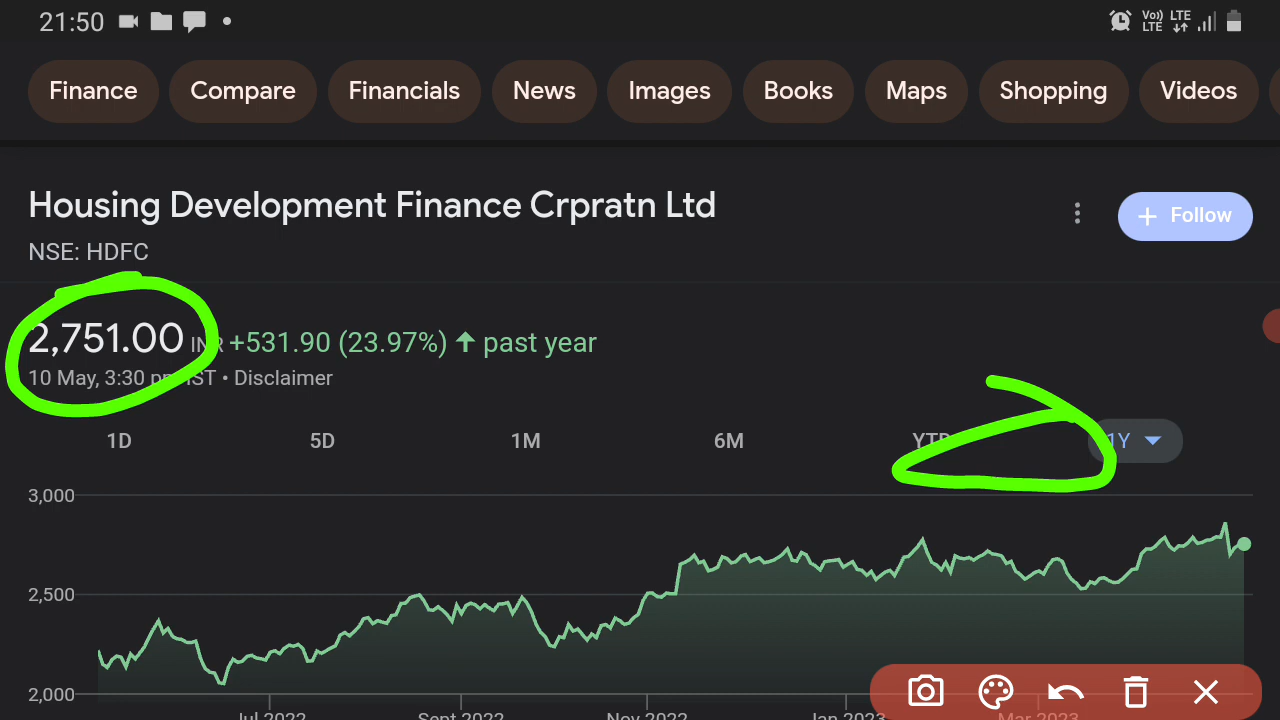 21:50 Vo)) LTE LTE
Finance Compare Financials News Images Books Maps Shopping Videos
Housing Development Finance Crpratn Ltd
+ Follow
NSE: HDFC
2,751.00 INR +531.90 (23.97%) ↑ past year
10 May, 3:30 pm IST • Disclaimer
1D 5D 1M 6M YTD 1Y
3,000
2,500
2,000
Jul 2022 Sept 2022 Nov 2022 Jan 2023 Mar 2023